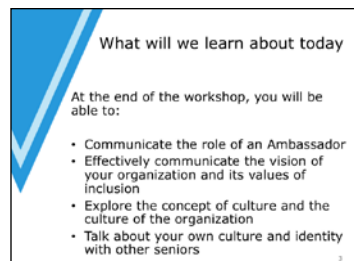 What will we learn about today
At the end of the workshop, you will be
able to:
• Communicate the role of an Ambassador
• Effectively communicate the vision of
your organization and its values of
inclusion
• Explore the concept of culture and the
culture of the organization
• Talk about your own culture and identity
with other seniors
3